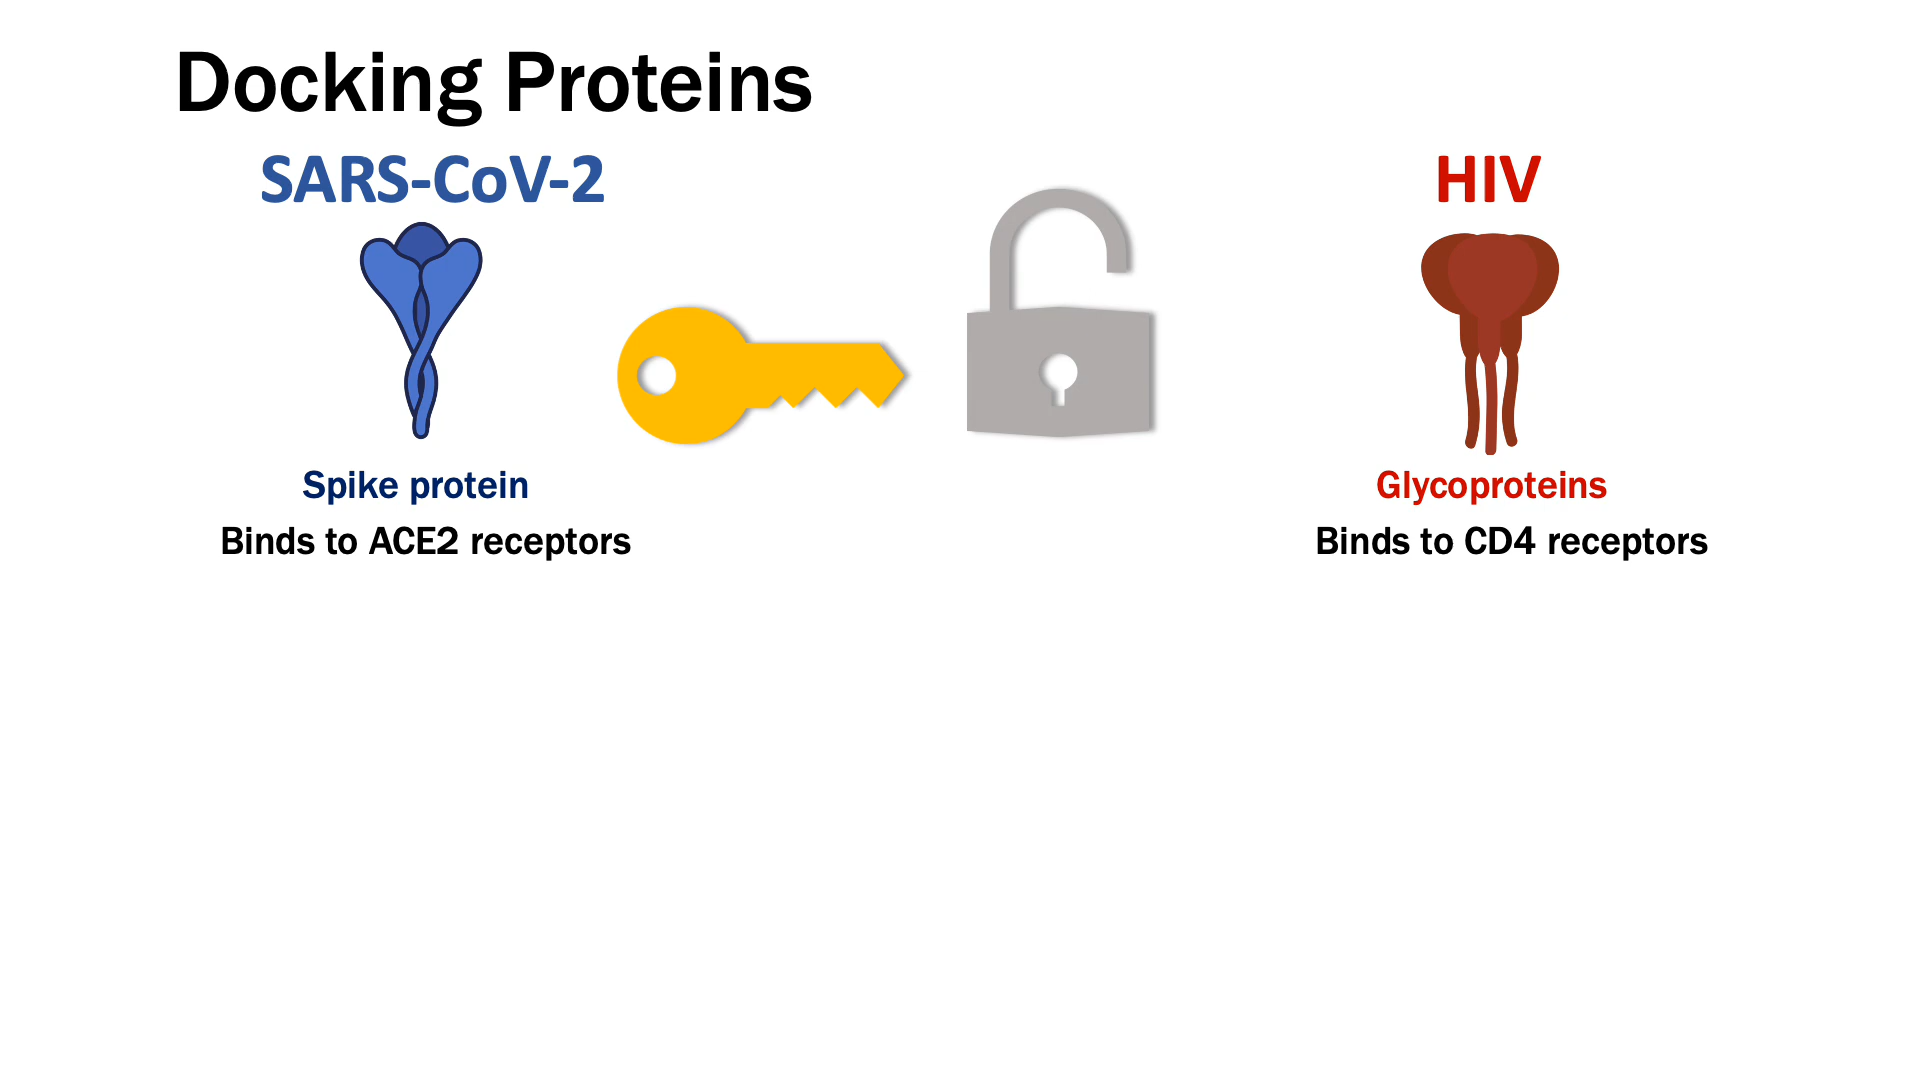 Docking Proteins
SARS-CoV-2
HIV
Spike protein
Binds to ACE2 receptors
Glycoproteins
Binds to CD4 receptors